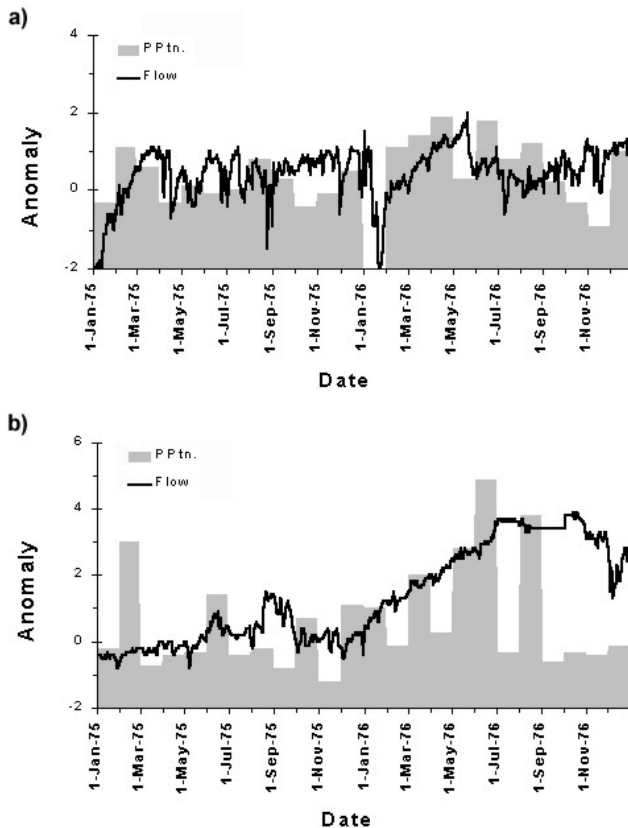 a)
4
PPtn.
Flow
2
Anomaly
0
-2
1-Jan-75
1-Mar-75
1-May-75
1-Jul-75
1-Sep-75
1-Nov-75
1-Jan-76
1-Mar-76
1-May-76
1-Jul-76
1-Sep-76
1-Nov-76
Date
b)
6
PPtn.
Flow
4
Anomaly
2
0
-2
1-Jan-75
1-Mar-75
1-May-75
1-Jul-75
1-Sep-75
1-Nov-75
1-Jan-76
1-Mar-76
1-May-76
1-Jul-76
1-Sep-76
1-Nov-76
Date